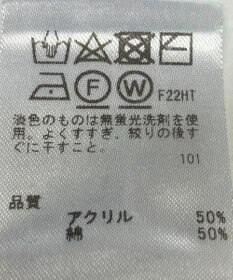 F
W
F22HT
淡色のものは無蛍光洗剤を使
用。よくすすぎ、絞りの後す
ぐに干すこと。
101
品質
アクリル 50%
綿 50%